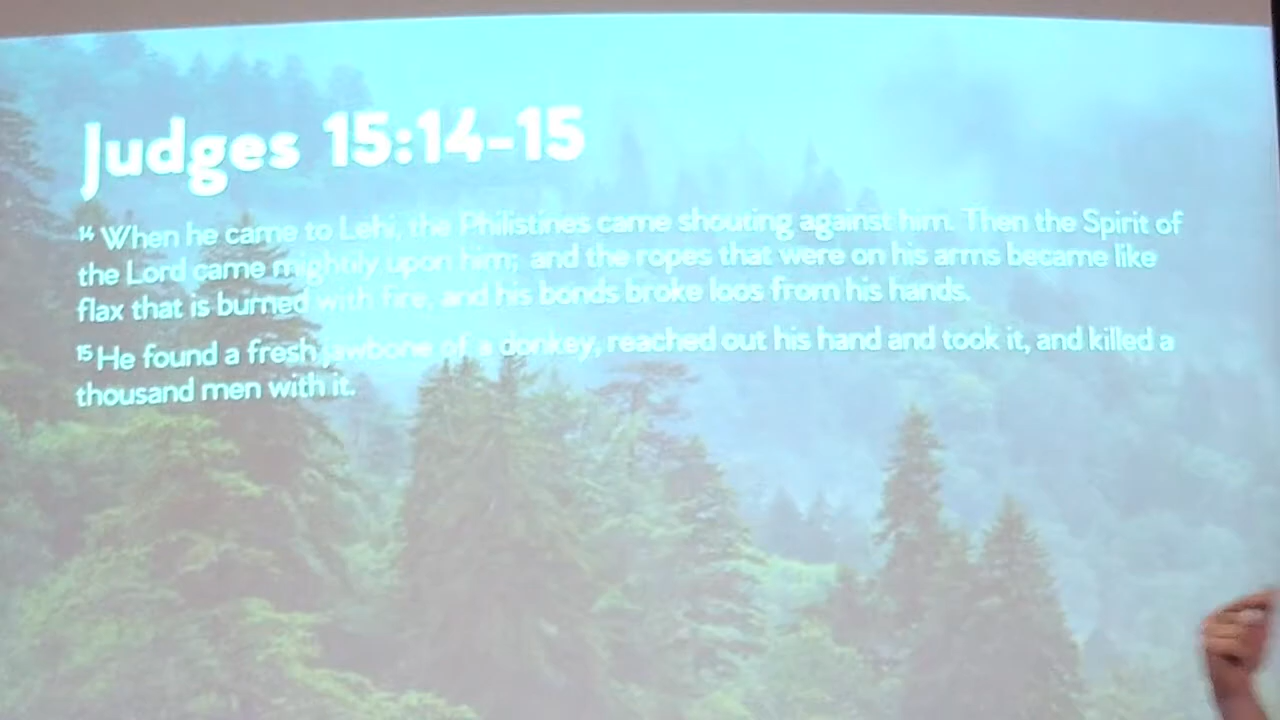 Judges 15:14-15
14 When he came to Lehi, the Philistines came shouting against him. Then the Spirit of
the Lord came mightily upon him; and the ropes that were on his arms became like
flax that is burned with fire, and his bonds broke loos from his hands.
15 He found a fresh jawbone of a donkey, reached out his hand and took it, and killed a
thousand men with it.